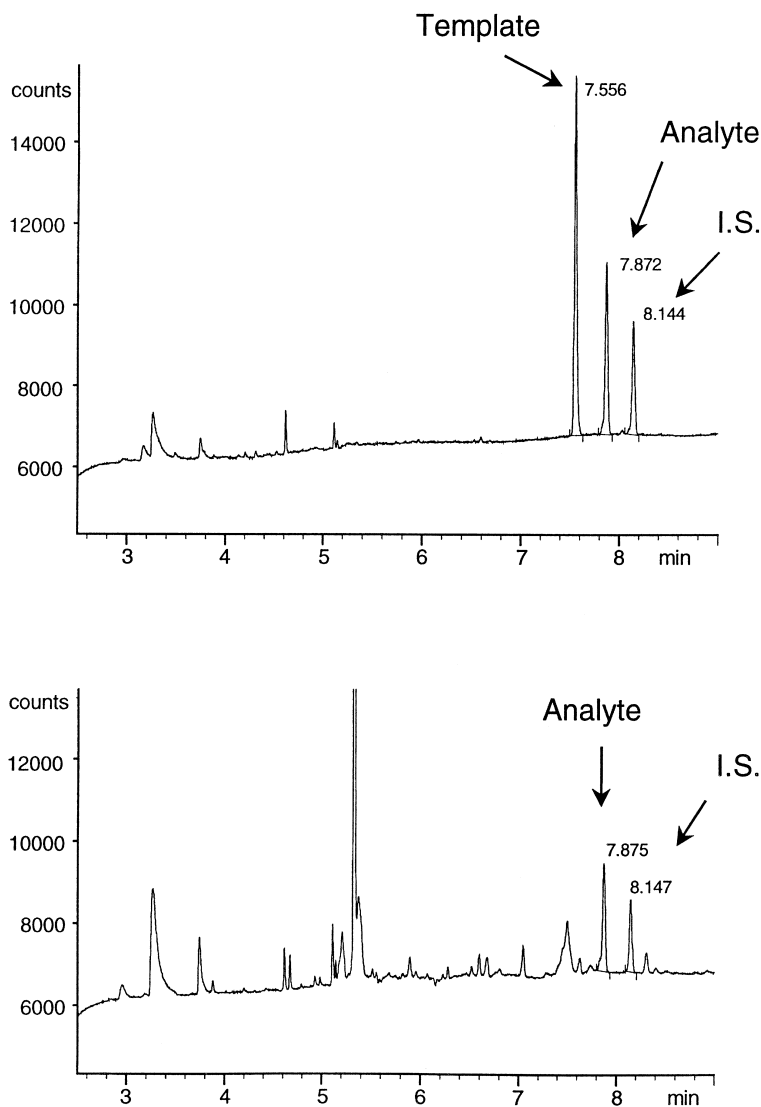 Template
counts
7.556
14000
Analyte
12000
I.S.
7.872
10000
8.144
8000
6000
3 4 5 6 7 8 min
counts
Analyte
12000
I.S.
10000
7.875
8.147
8000
6000
3 4 5 6 7 8 min